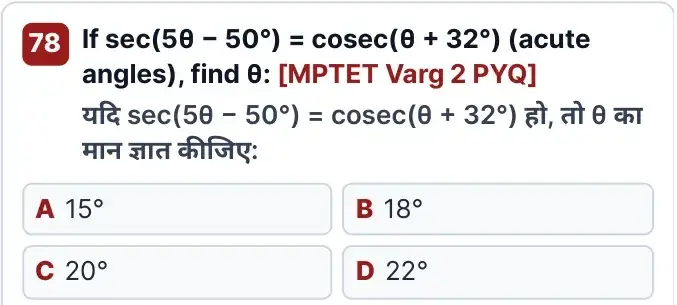 78 If sec(5θ − 50°) = cosec(θ + 32°) (acute
angles), find θ: [MPTET Varg 2 PYQ]
यदि sec(5θ − 50°) = cosec(θ + 32°) हो, तो θ का
मान ज्ञात कीजिए:
A 15° B 18°
C 20° D 22°